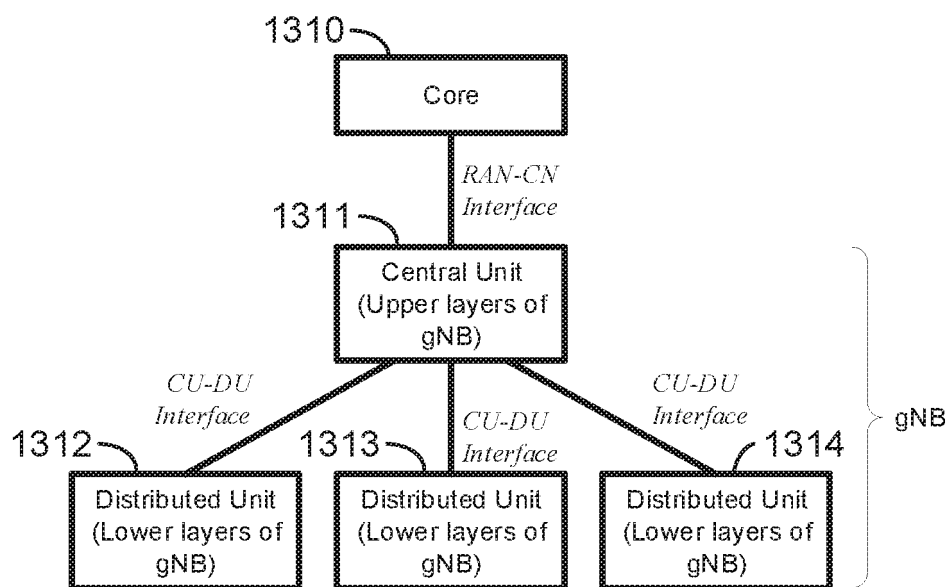 1310
Core
RAN-CN
Interface
1311
Central Unit
(Upper layers of
gNB)
CU-DU
Interface
CU-DU
Interface
CU-DU
Interface
gNB
1312
1313
1314
Distributed Unit
(Lower layers of
gNB)
Distributed Unit
(Lower layers of
gNB)
Distributed Unit
(Lower layers of
gNB)